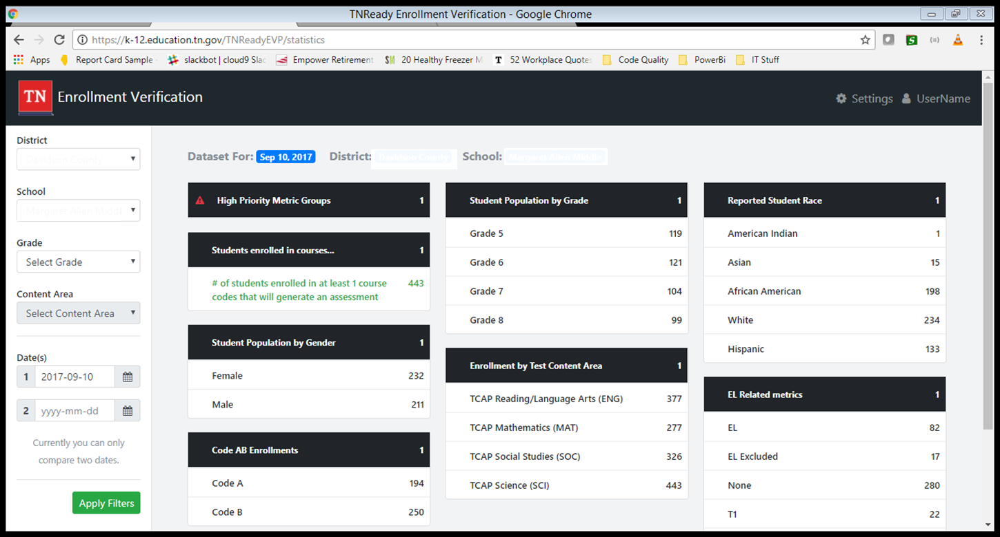 TNReady Enrollment Verification - Google Chrome
https://k-12.education.tn.gov/TNReadyEVP/statistics
Apps Report Card Sample slackbot | cloud9 Slac Empower Retirement SM 20 Healthy Freezer M T 52 Workplace Quotes Code Quality PowerBi IT Stuff
TN Enrollment Verification Settings UserName
District
School
Grade
Select Grade
Content Area
Select Content Area
Date(s)
1 2017-09-10
2 yyyy-mm-dd
Currently you can only
compare two dates.
Apply Filters
Dataset For: Sep 10, 2017 District: School:
High Priority Metric Groups 1
Students enrolled in courses... 1
# of students enrolled in at least 1 course 443
codes that will generate an assessment
Student Population by Gender 1
Female 232
Male 211
Code AB Enrollments 1
Code A 194
Code B 250
Student Population by Grade 1
Grade 5 119
Grade 6 121
Grade 7 104
Grade 8 99
Enrollment by Test Content Area 1
TCAP Reading/Language Arts (ENG) 377
TCAP Mathematics (MAT) 277
TCAP Social Studies (SOC) 326
TCAP Science (SCI) 443
Reported Student Race 1
American Indian 1
Asian 15
African American 198
White 234
Hispanic 133
EL Related metrics 1
EL 82
EL Excluded 17
None 280
T1 22